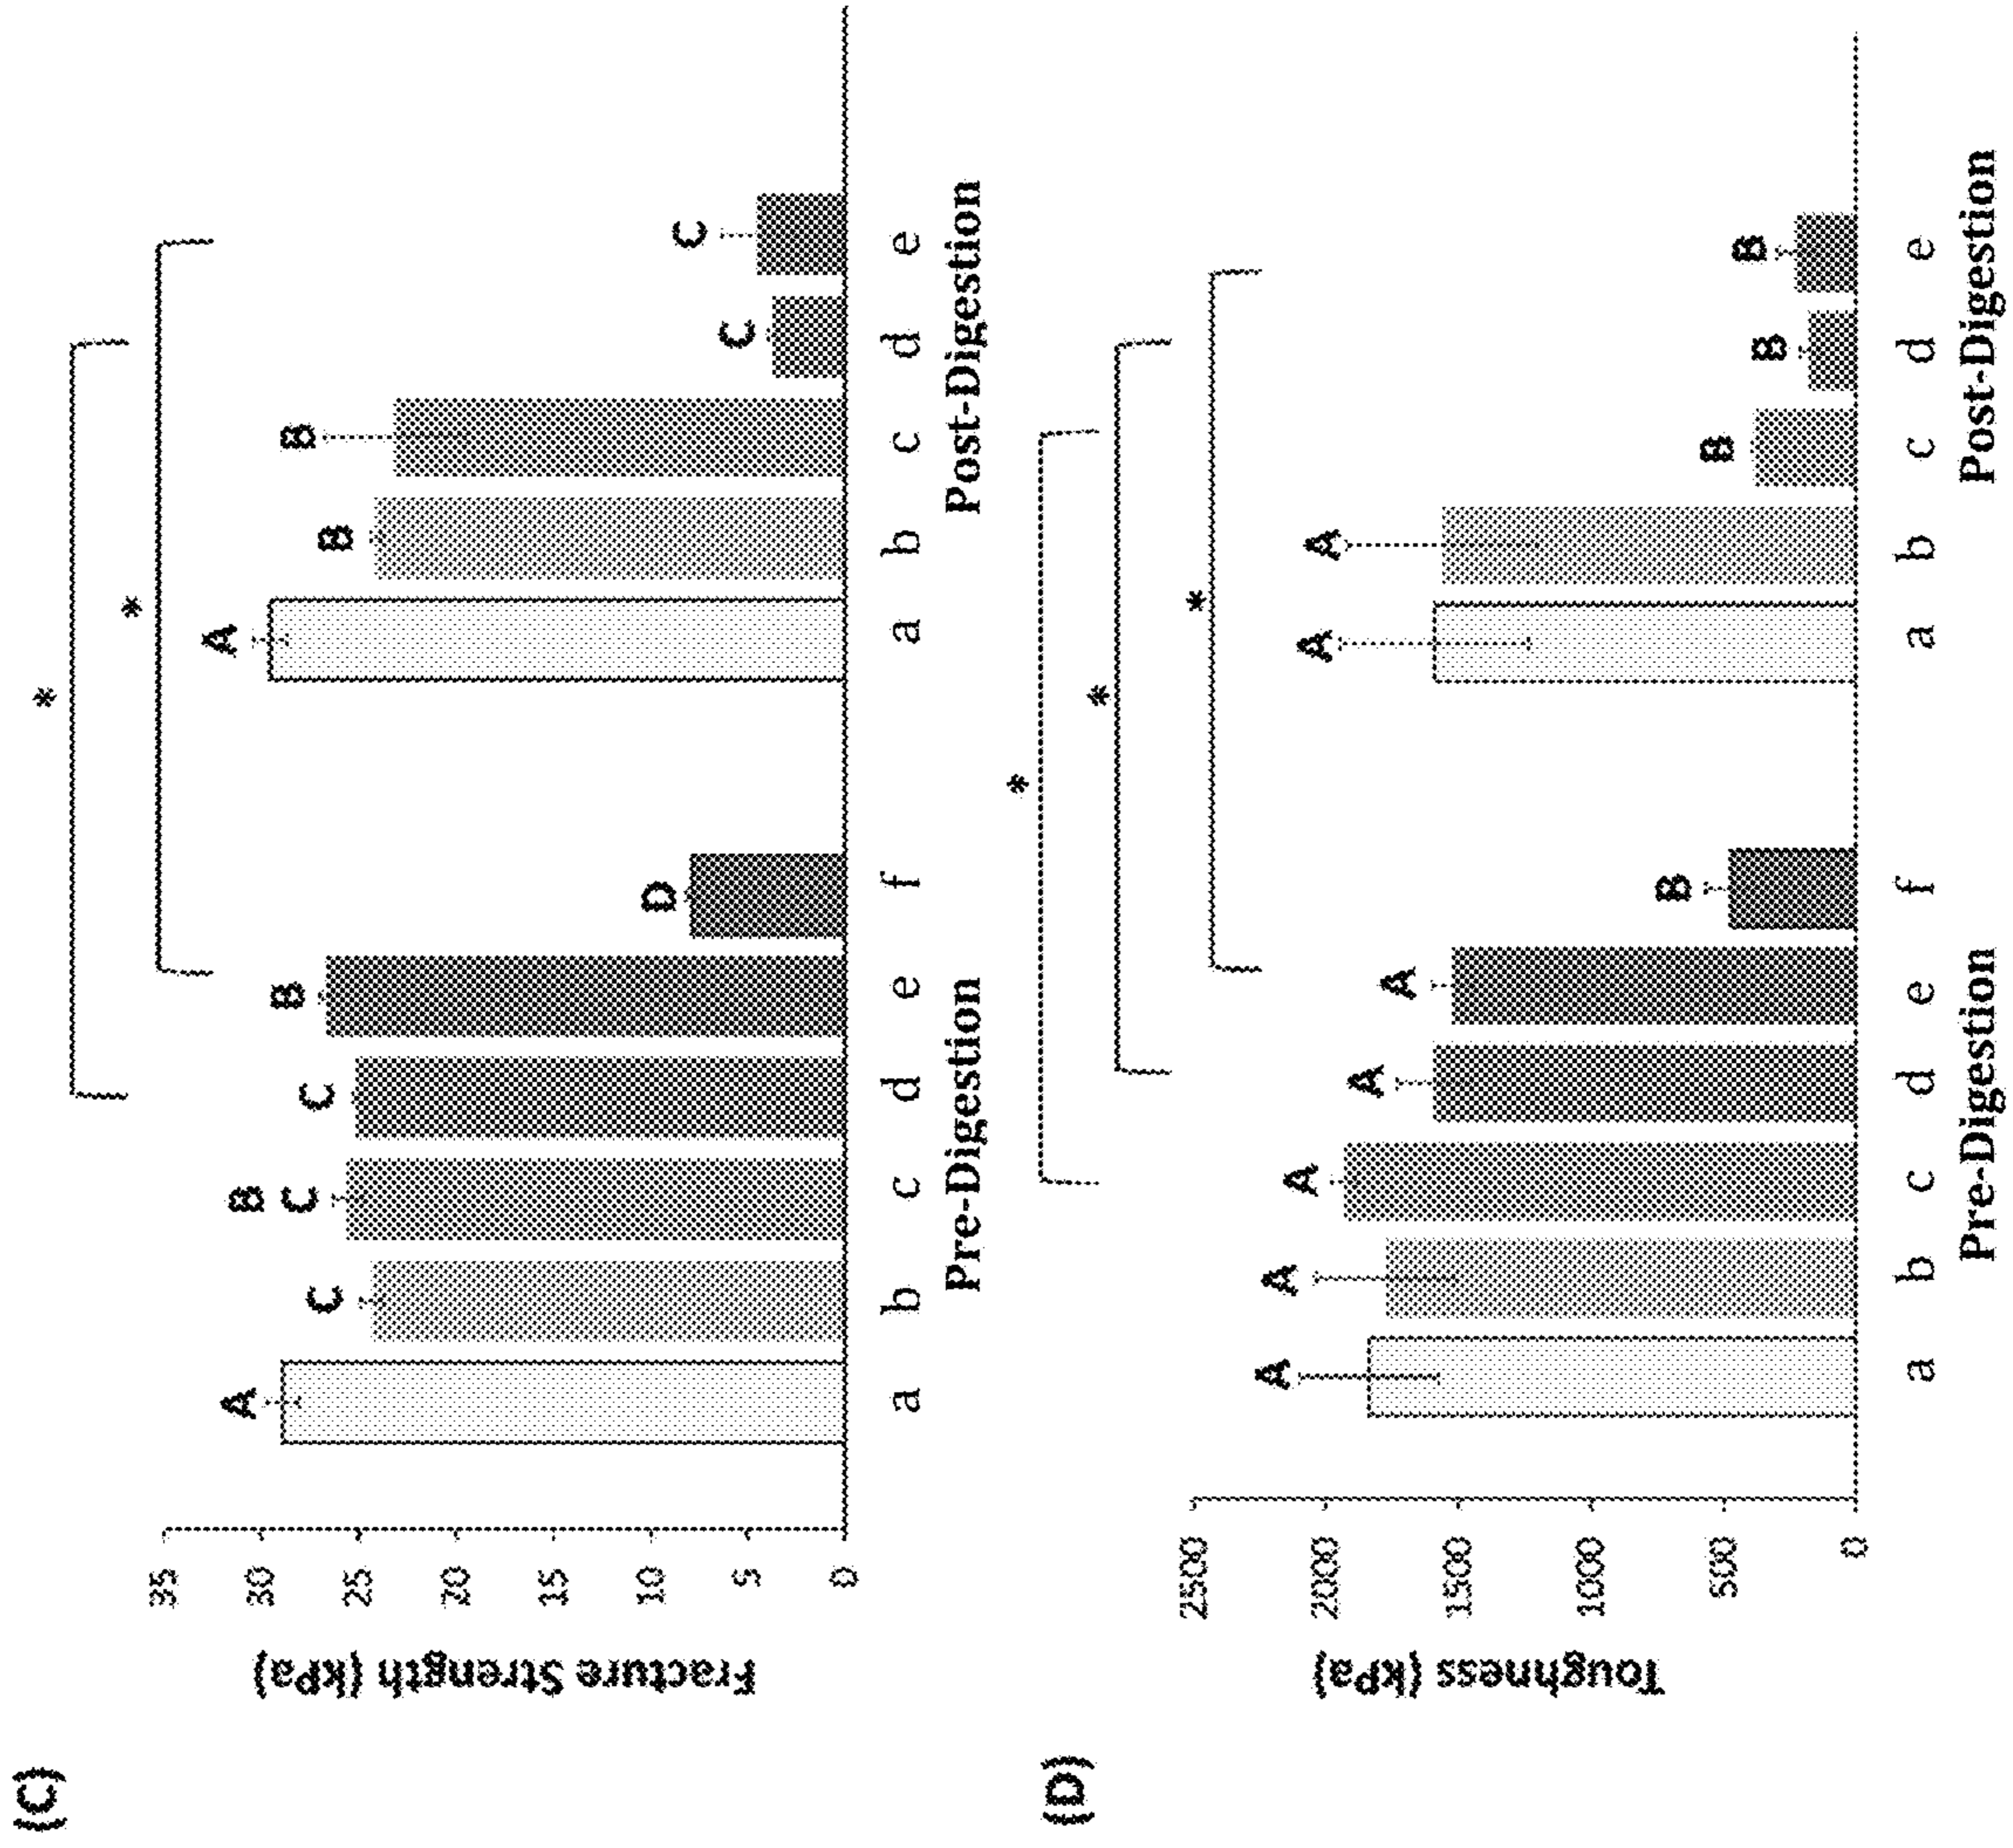 (C)
*
*
Fracture Strength (kPa)
35
30
25
20
15
10
5
0
A
C
B
C
C
B
D
A
B
B
C
C
a b c d e f a b c d e
Pre-Digestion Post-Digestion
(D)
*
*
*
Toughness (kPa)
2500
2000
1500
1000
500
0
A
A
A
A
A
B
A
A
B
B
B
a b c d e f a b c d e
Pre-Digestion Post-Digestion